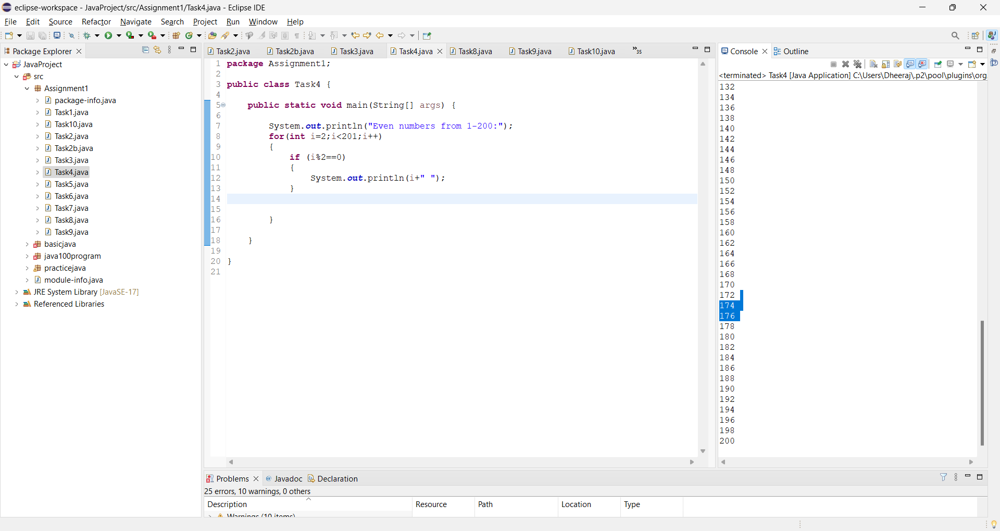 eclipse-workspace - JavaProject/src/Assignment1/Task4.java - Eclipse IDE
File Edit Source Refactor Navigate Search Project Run Window Help
Package Explorer
JavaProject
src
Assignment1
package-info.java
Task1.java
Task10.java
Task2.java
Task2b.java
Task3.java
Task4.java
Task5.java
Task6.java
Task7.java
Task8.java
Task9.java
basicjava
java100program
practicejava
module-info.java
JRE System Library [JavaSE-17]
Referenced Libraries
Task2.java Task2b.java Task3.java Task4.java Task8.java Task9.java Task10.java »35
1 package Assignment1;
2
3 public class Task4 {
4
5 public static void main(String[] args) {
6
7 System.out.println("Even numbers from 1-200:");
8 for(int i=2;i<201;i++)
9 {
10 if (i%2==0)
11 {
12 System.out.println(i+" ");
13 }
14
15
16 }
17
18 }
19
20 }
21
Console Outline
<terminated> Task4 [Java Application] C:\Users\Dheeraj\.p2\pool\plugins\org
132
134
136
138
140
142
144
146
148
150
152
154
156
158
160
162
164
166
168
170
172
174
176
178
180
182
184
186
188
190
192
194
196
198
200
Problems @ Javadoc Declaration
25 errors, 10 warnings, 0 others
Description Resource Path Location Type
Warnings (10 items)